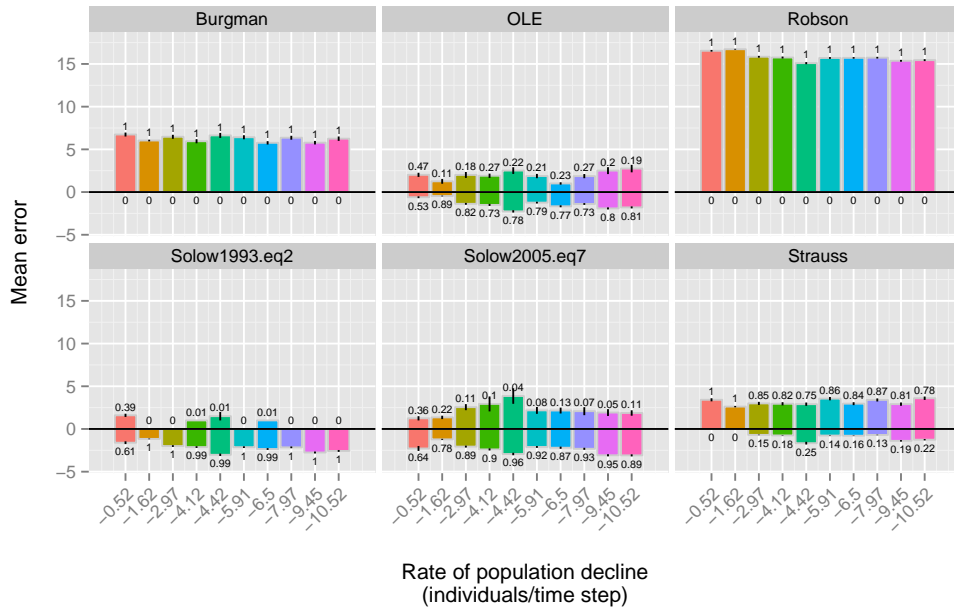 Burgman
OLE
Robson
15
10
5
0
−5
1 1 1 1 1 1 1 1 1 1
0 0 0 0 0 0 0 0 0 0
0.47 0.11 0.18 0.27 0.22 0.21 0.23 0.27 0.2 0.19
0.53 0.89 0.82 0.73 0.78 0.79 0.77 0.73 0.8 0.81
1 1 1 1 1 1 1 1 1 1
0 0 0 0 0 0 0 0 0 0
Mean error
Solow1993.eq2
Solow2005.eq7
Strauss
15
10
5
0
−5
0.39 0 0 0.01 0.01 0 0.01 0 0 0
0.61 1 1 0.99 0.99 1 0.99 1 1 1
0.36 0.22 0.11 0.1 0.04 0.08 0.13 0.07 0.05 0.11
0.64 0.78 0.89 0.9 0.96 0.92 0.87 0.93 0.95 0.89
1 1 0.85 0.82 0.75 0.86 0.84 0.87 0.81 0.78
0 0 0.15 0.18 0.25 0.14 0.16 0.13 0.19 0.22
−0.52 −1.62 −2.97 −4.12 −4.42 −5.91 −6.5 −7.97 −9.45 −10.52
−0.52 −1.62 −2.97 −4.12 −4.42 −5.91 −6.5 −7.97 −9.45 −10.52
−0.52 −1.62 −2.97 −4.12 −4.42 −5.91 −6.5 −7.97 −9.45 −10.52
Rate of population decline
(individuals/time step)